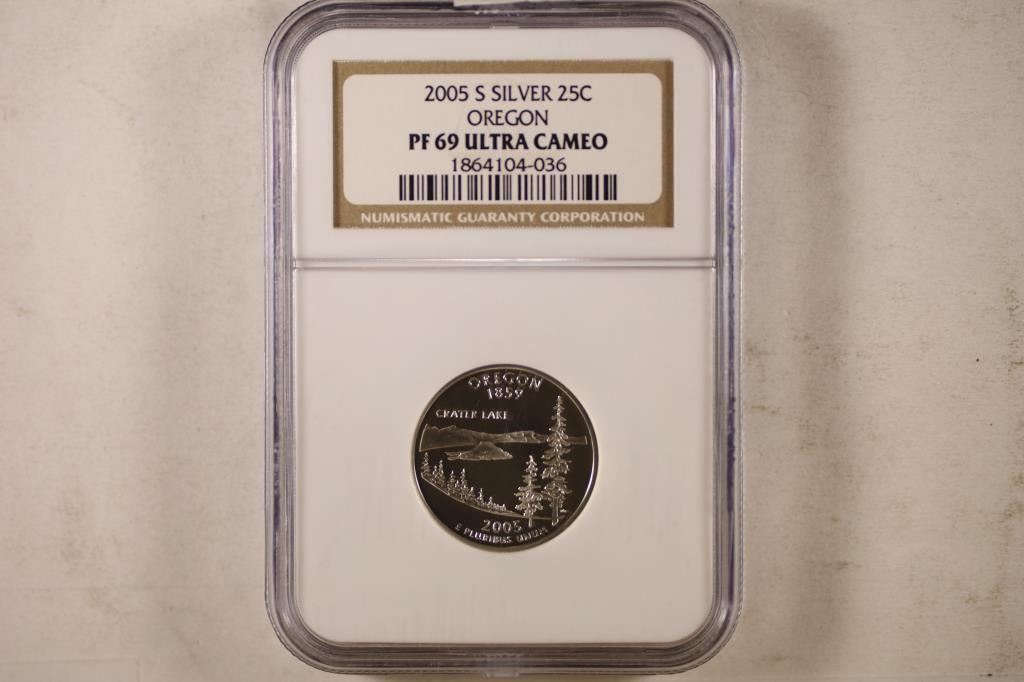 2005 S SILVER 25C
OREGON
PF 69 ULTRA CAMEO
1864104-036
NUMISMATIC GUARANTY CORPORATION
OREGON
1859
CRATER LAKE
2005
E PLURIBUS UNUM